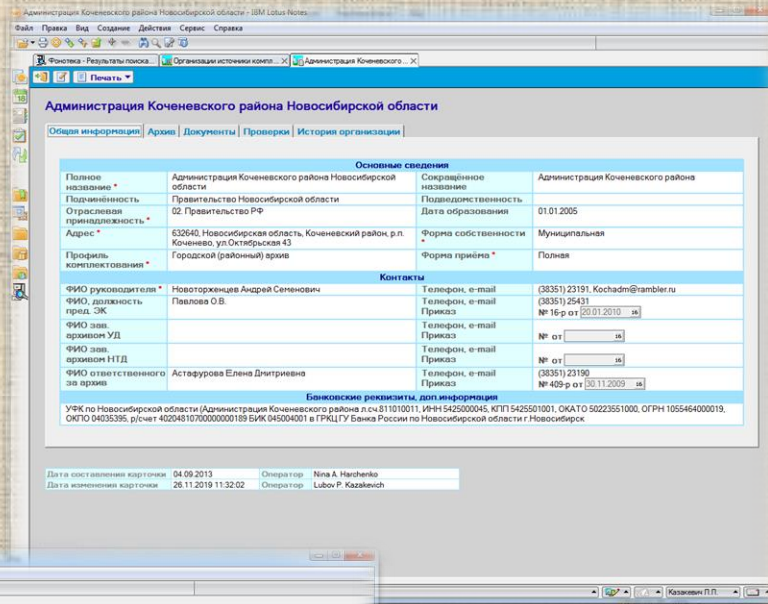 Администрация Коченевского района Новосибирской области - IBM Lotus Notes
Файл Правка Вид Создание Действия Сервис Справка
Фонотека - Результаты поиска... Организации источники компл... Администрация Коченевского ...
Печать
Администрация Коченевского района Новосибирской области
Общая информация Архив Документы Проверки История организации
Основные сведения
Полное название * Администрация Коченевского района Новосибирской области Сокращённое название Администрация Коченевского района
Подчинённость Правительство Новосибирской области Подведомственность
Отраслевая принадлежность * 02. Правительство РФ Дата образования 01.01.2005
Адрес * 632640, Новосибирская область, Коченевский район, р.п. Коченево, ул.Октябрьская 43 Форма собственности * Муниципальная
Профиль комплектования * Городской (районный) архив Форма приёма * Полная
Контакты
ФИО руководителя * Новоторженцев Андрей Семенович Телефон, e-mail (38351) 23191, Kochadm@rambler.ru
ФИО, должность пред. ЭК Павлова О.В. Телефон, e-mail (38351) 25431
Приказ № 16-р от 20.01.2010 16
ФИО зав. архивом УД Телефон, e-mail
Приказ № от 16
ФИО зав. архивом НТД Телефон, e-mail
Приказ № от 16
ФИО ответственного за архив Астафурова Елена Дмитриевна Телефон, e-mail (38351) 23190
Приказ № 409-р от 30.11.2009 16
Банковские реквизиты, доп.информация
УФК по Новосибирской области (Администрация Коченевского района л.сч.811010011, ИНН 5425000045, КПП 5425501001, ОКАТО 50223551000, ОГРН 1055464000019,
ОКПО 04035395, р/счет 40204810700000000189 БИК 045004001 в ГРКЦ ГУ Банка России по Новосибирской области г.Новосибирск
Дата составления карточки 04.09.2013 Оператор Nina A. Harchenko
Дата изменения карточки 26.11.2019 11:32:02 Оператор Lubov P. Kazakevich
Казакевич Л.П.